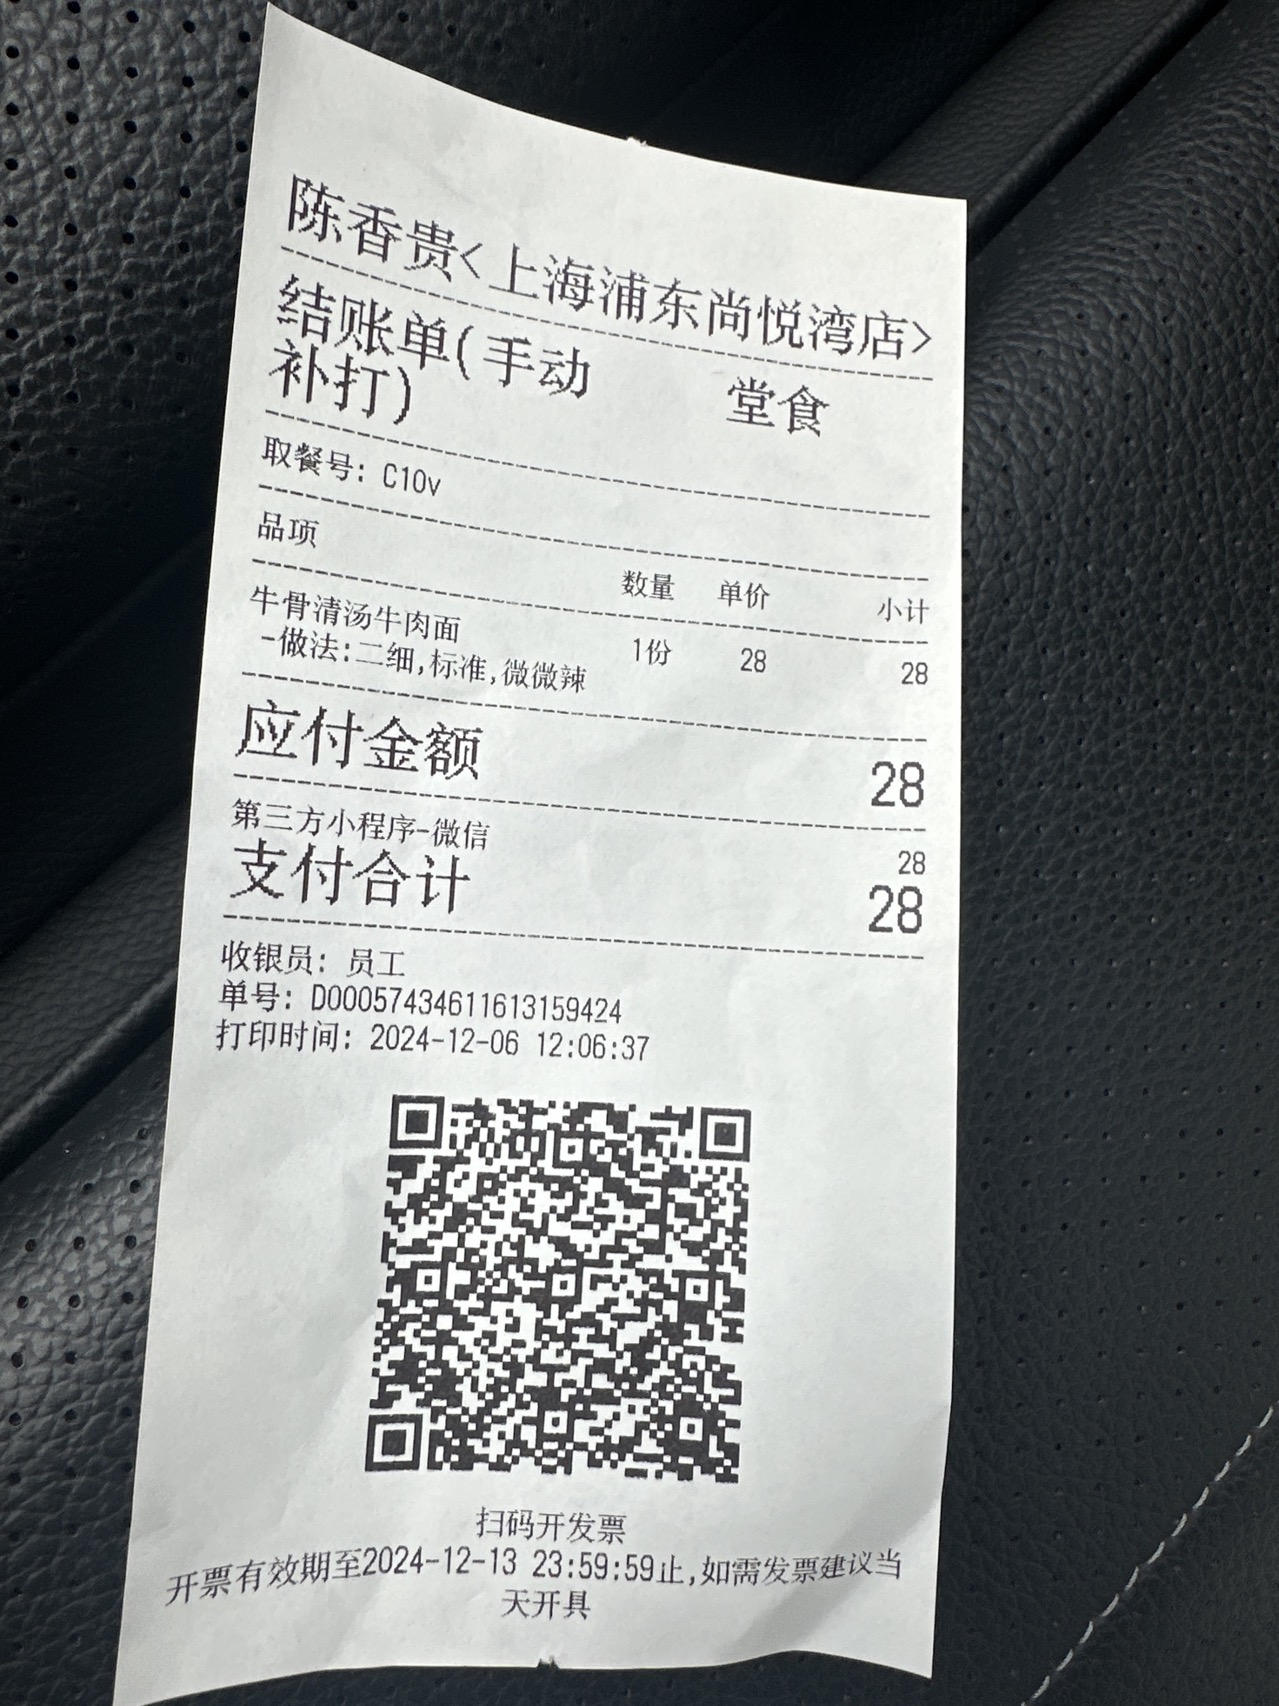 陈香贵<上海浦东尚悦湾店>
结账单(手动 堂食
补打)
取餐号: C10v
品项 数量 单价 小计
牛骨清汤牛肉面 1份 28 28
-做法:二细,标准,微微辣
应付金额 28
第三方小程序-微信 28
支付合计 28
收银员: 员工
单号: D00057434611613159424
打印时间: 2024-12-06 12:06:37
扫码开发票
开票有效期至2024-12-13 23:59:59止,如需发票建议当
天开具